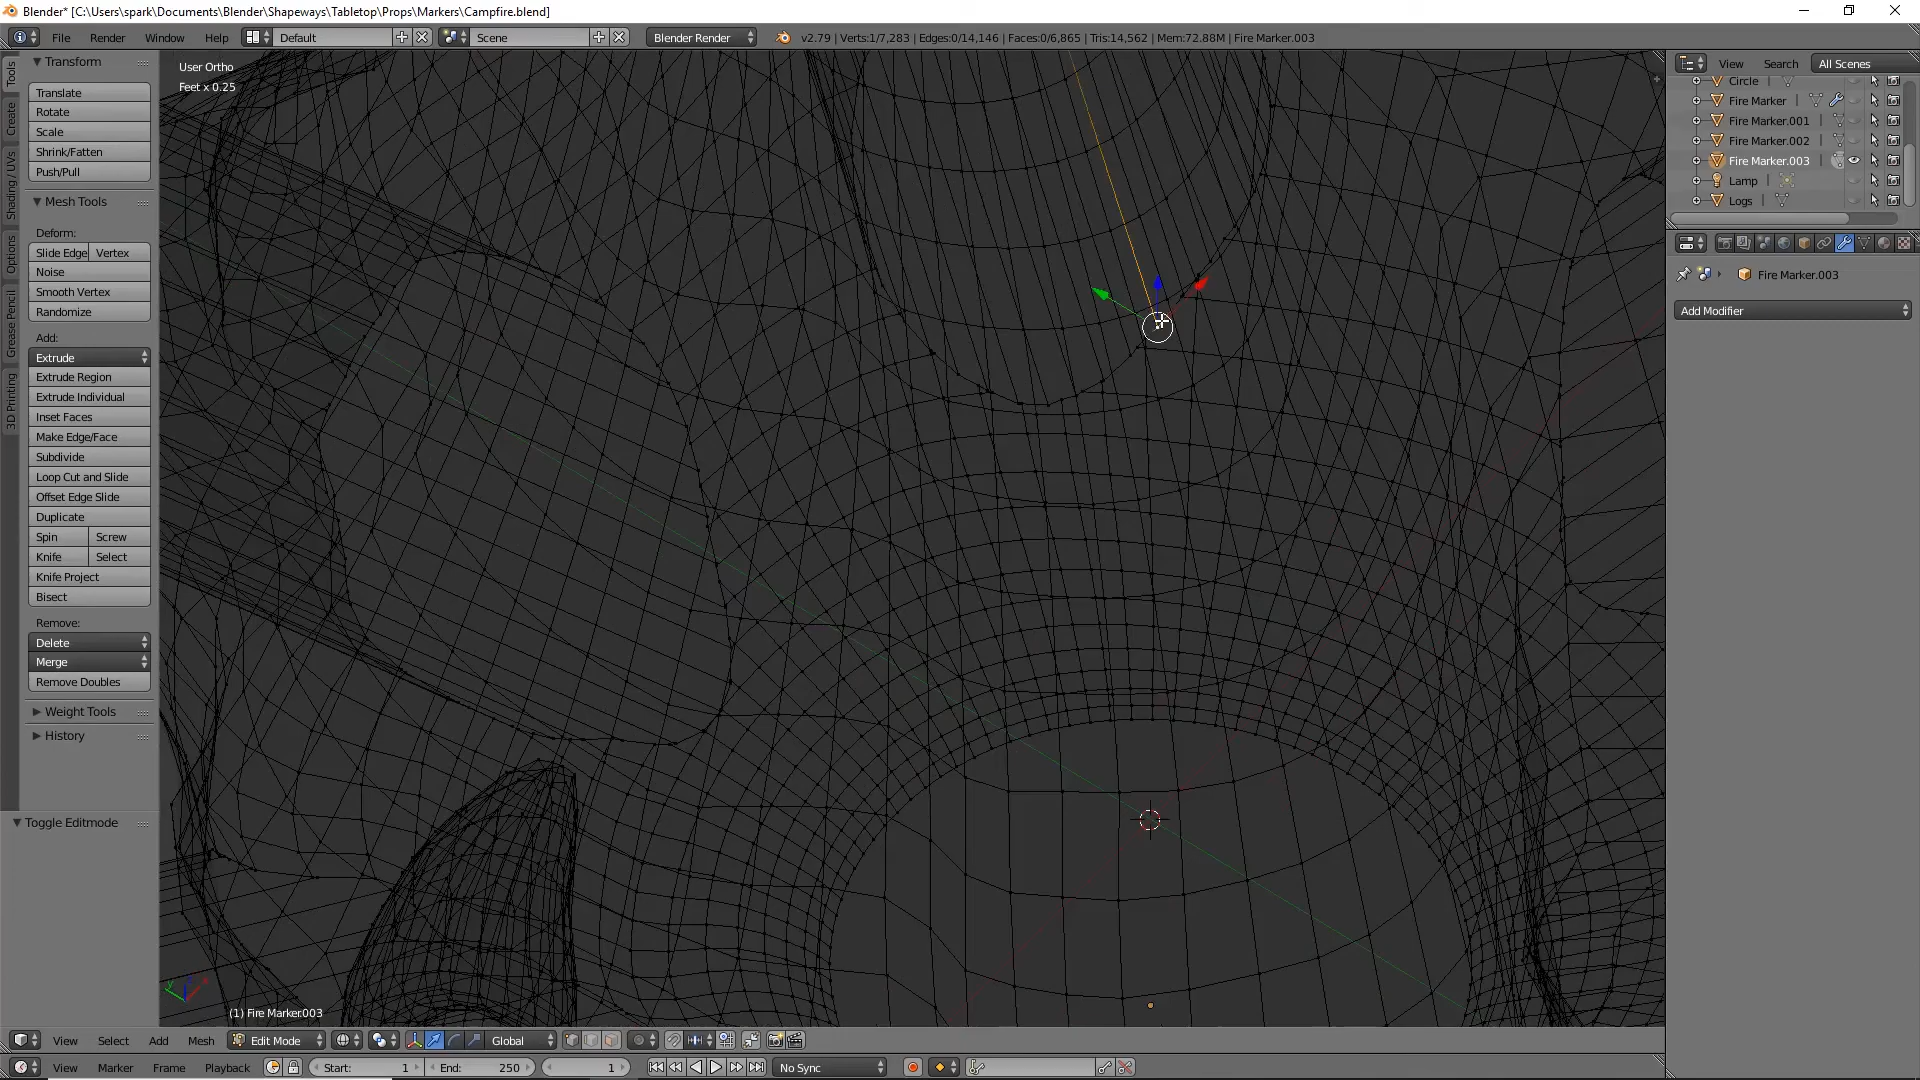 Blender* [C:\Users\spark\Documents\Blender\Shapeways\Tabletop\Props\Markers\Campfire.blend]
File Render Window Help Default Scene Blender Render v2.79 | Verts:1/7,283 | Edges:0/14,146 | Faces:0/6,865 | Tris:14,562 | Mem:72.88M | Fire Marker.003
Tools
Create
Shading / UVs
Options
Grease Pencil
3D Printing
Transform
Translate
Rotate
Scale
Shrink/Fatten
Push/Pull
Mesh Tools
Deform:
Slide Edge Vertex
Noise
Smooth Vertex
Randomize
Add:
Extrude
Extrude Region
Extrude Individual
Inset Faces
Make Edge/Face
Subdivide
Loop Cut and Slide
Offset Edge Slide
Duplicate
Spin Screw
Knife Select
Knife Project
Bisect
Remove:
Delete
Merge
Remove Doubles
Weight Tools
History
Toggle Editmode
User Ortho
Feet x 0.25
(1) Fire Marker.003
View Search All Scenes
Circle
Fire Marker
Fire Marker.001
Fire Marker.002
Fire Marker.003
Lamp
Logs
Fire Marker.003
Add Modifier
View Select Add Mesh Edit Mode Global
View Marker Frame Playback Start: 1 End: 250 1 No Sync